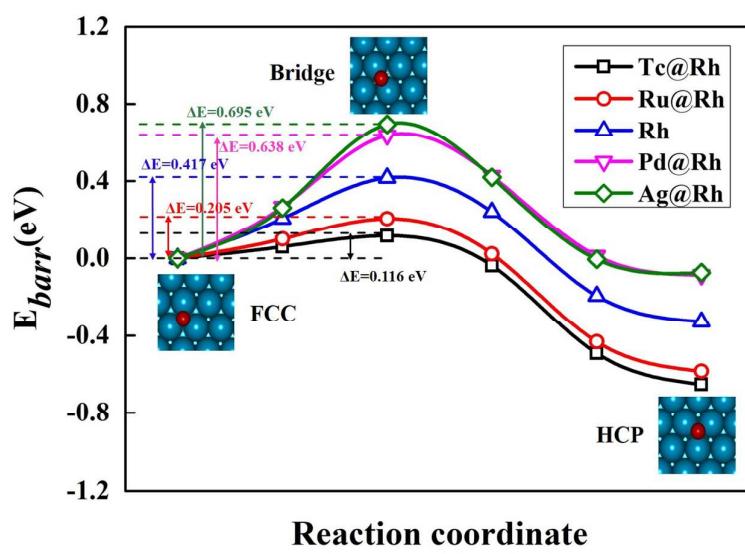 1.2
0.8
0.4
0.0
-0.4
-0.8
-1.2
E_barr(eV)
Bridge
Tc@Rh
Ru@Rh
Rh
Pd@Rh
Ag@Rh
ΔE=0.695 eV
ΔE=0.638 eV
ΔE=0.417 eV
ΔE=0.205 eV
ΔE=0.116 eV
FCC
HCP
Reaction coordinate